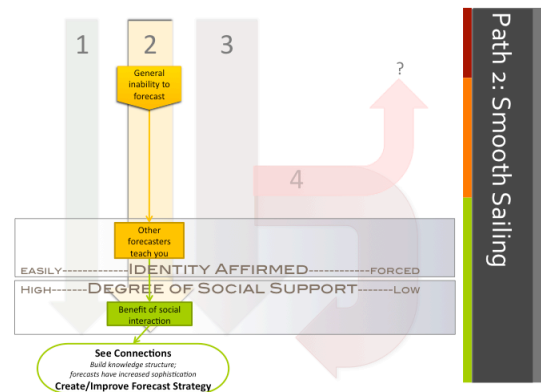 Path 2: Smooth Sailing
1 2 3
General
inability to
forecast
?
4
Other
forecasters
teach you
EASILY----------IDENTITY AFFIRMED---------FORCED
HIGH-----DEGREE OF SOCIAL SUPPORT-----LOW
Benefit of social
interaction
See Connections
Build knowledge structure;
forecasts have increased sophistication
Create/Improve Forecast Strategy